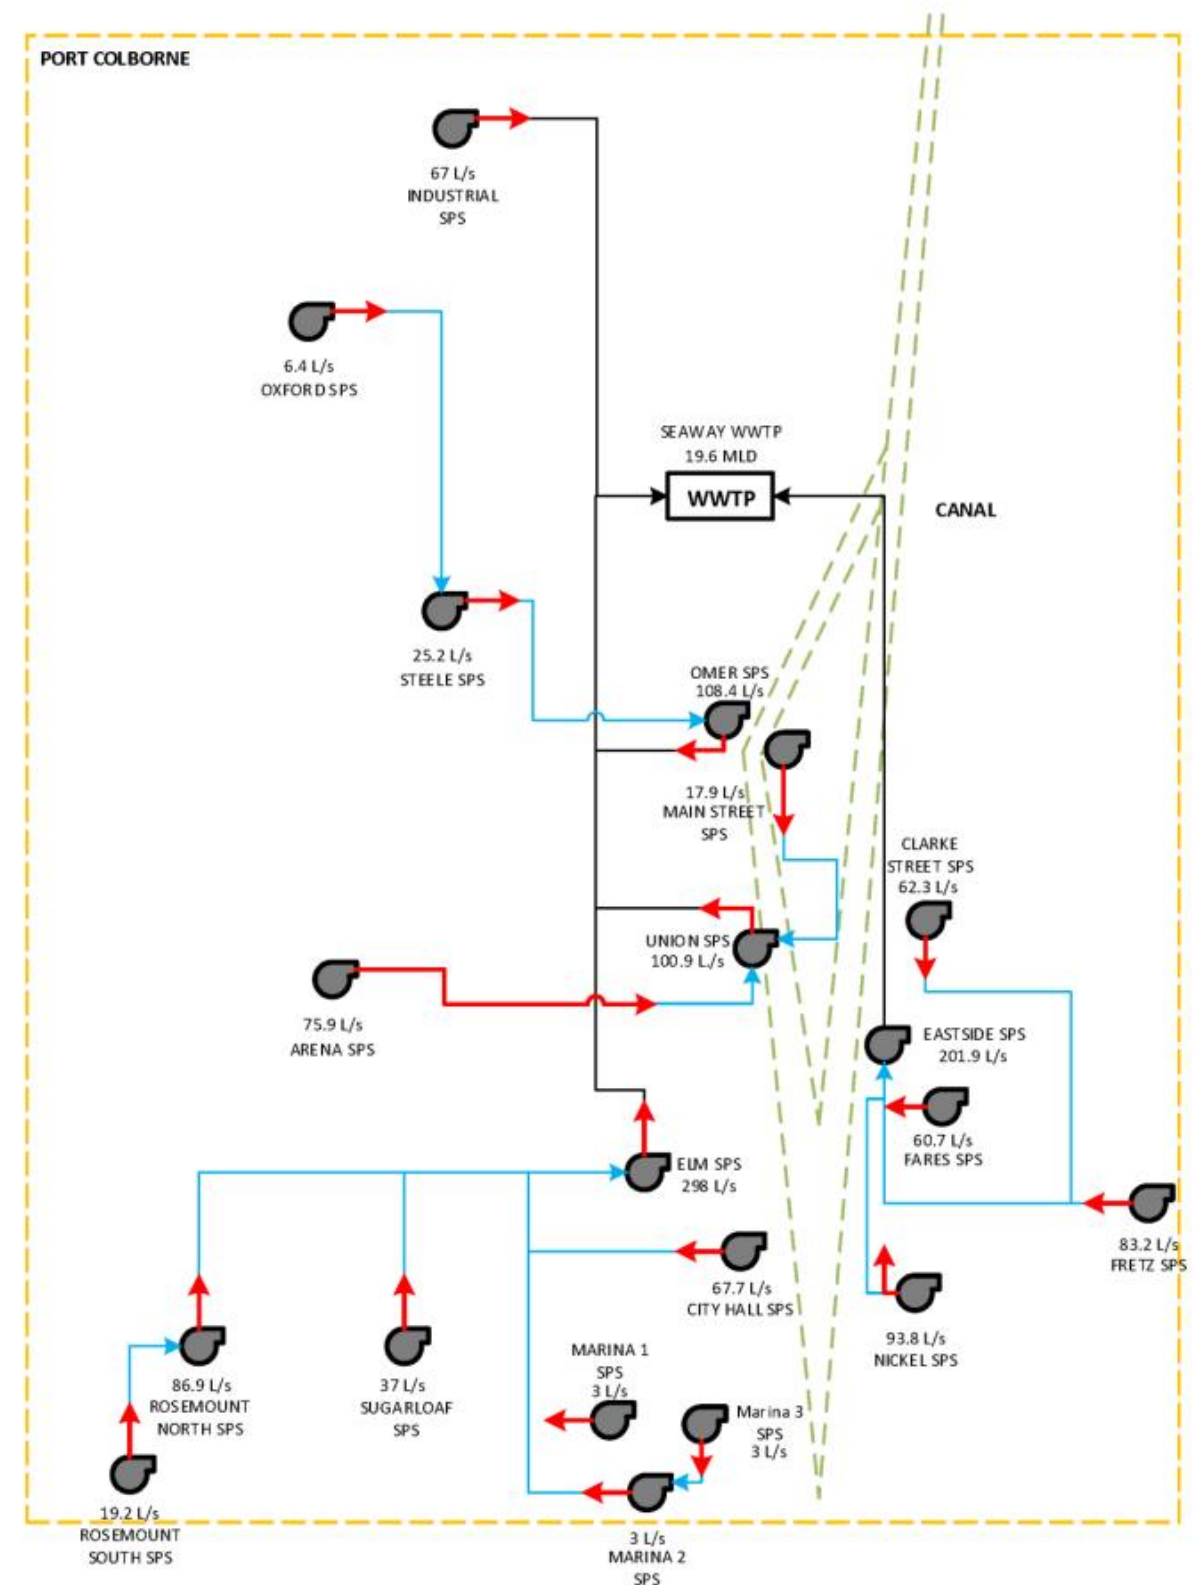 PORT COLBORNE
67 L/s
INDUSTRIAL
SPS
6.4 L/s
OXFORD SPS
SEAWAY WWTP
19.6 MLD
WWTP
CANAL
25.2 L/s
STEELE SPS
OMER SPS
108.4 L/s
17.9 L/s
MAIN STREET
SPS
CLARKE
STREET SPS
62.3 L/s
UNION SPS
100.9 L./s
75.9 L/s
ARENA SPS
EASTSIDE SPS
201.9 L/s
60.7 L/s
FARES SPS
ELM SPS
298 L/s
83.2 L/s
FRETZ SPS
67.7 L/s
CITY HALL SPS
93.8 L/s
NICKEL SPS
MARINA 1
SPS
3 L/s
86.9 L/s
ROSEMOUNT
NORTH SPS
37 L/s
SUGARLOAF
SPS
Marina 3
SPS
3 L/s
19.2 L/s
ROSEMOUNT
SOUTH SPS
3 L/s
MARINA 2
SPS